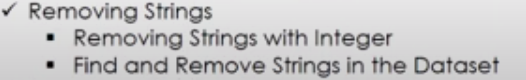 ✓ Removing Strings
▪ Removing Strings with Integer
▪ Find and Remove Strings in the Dataset